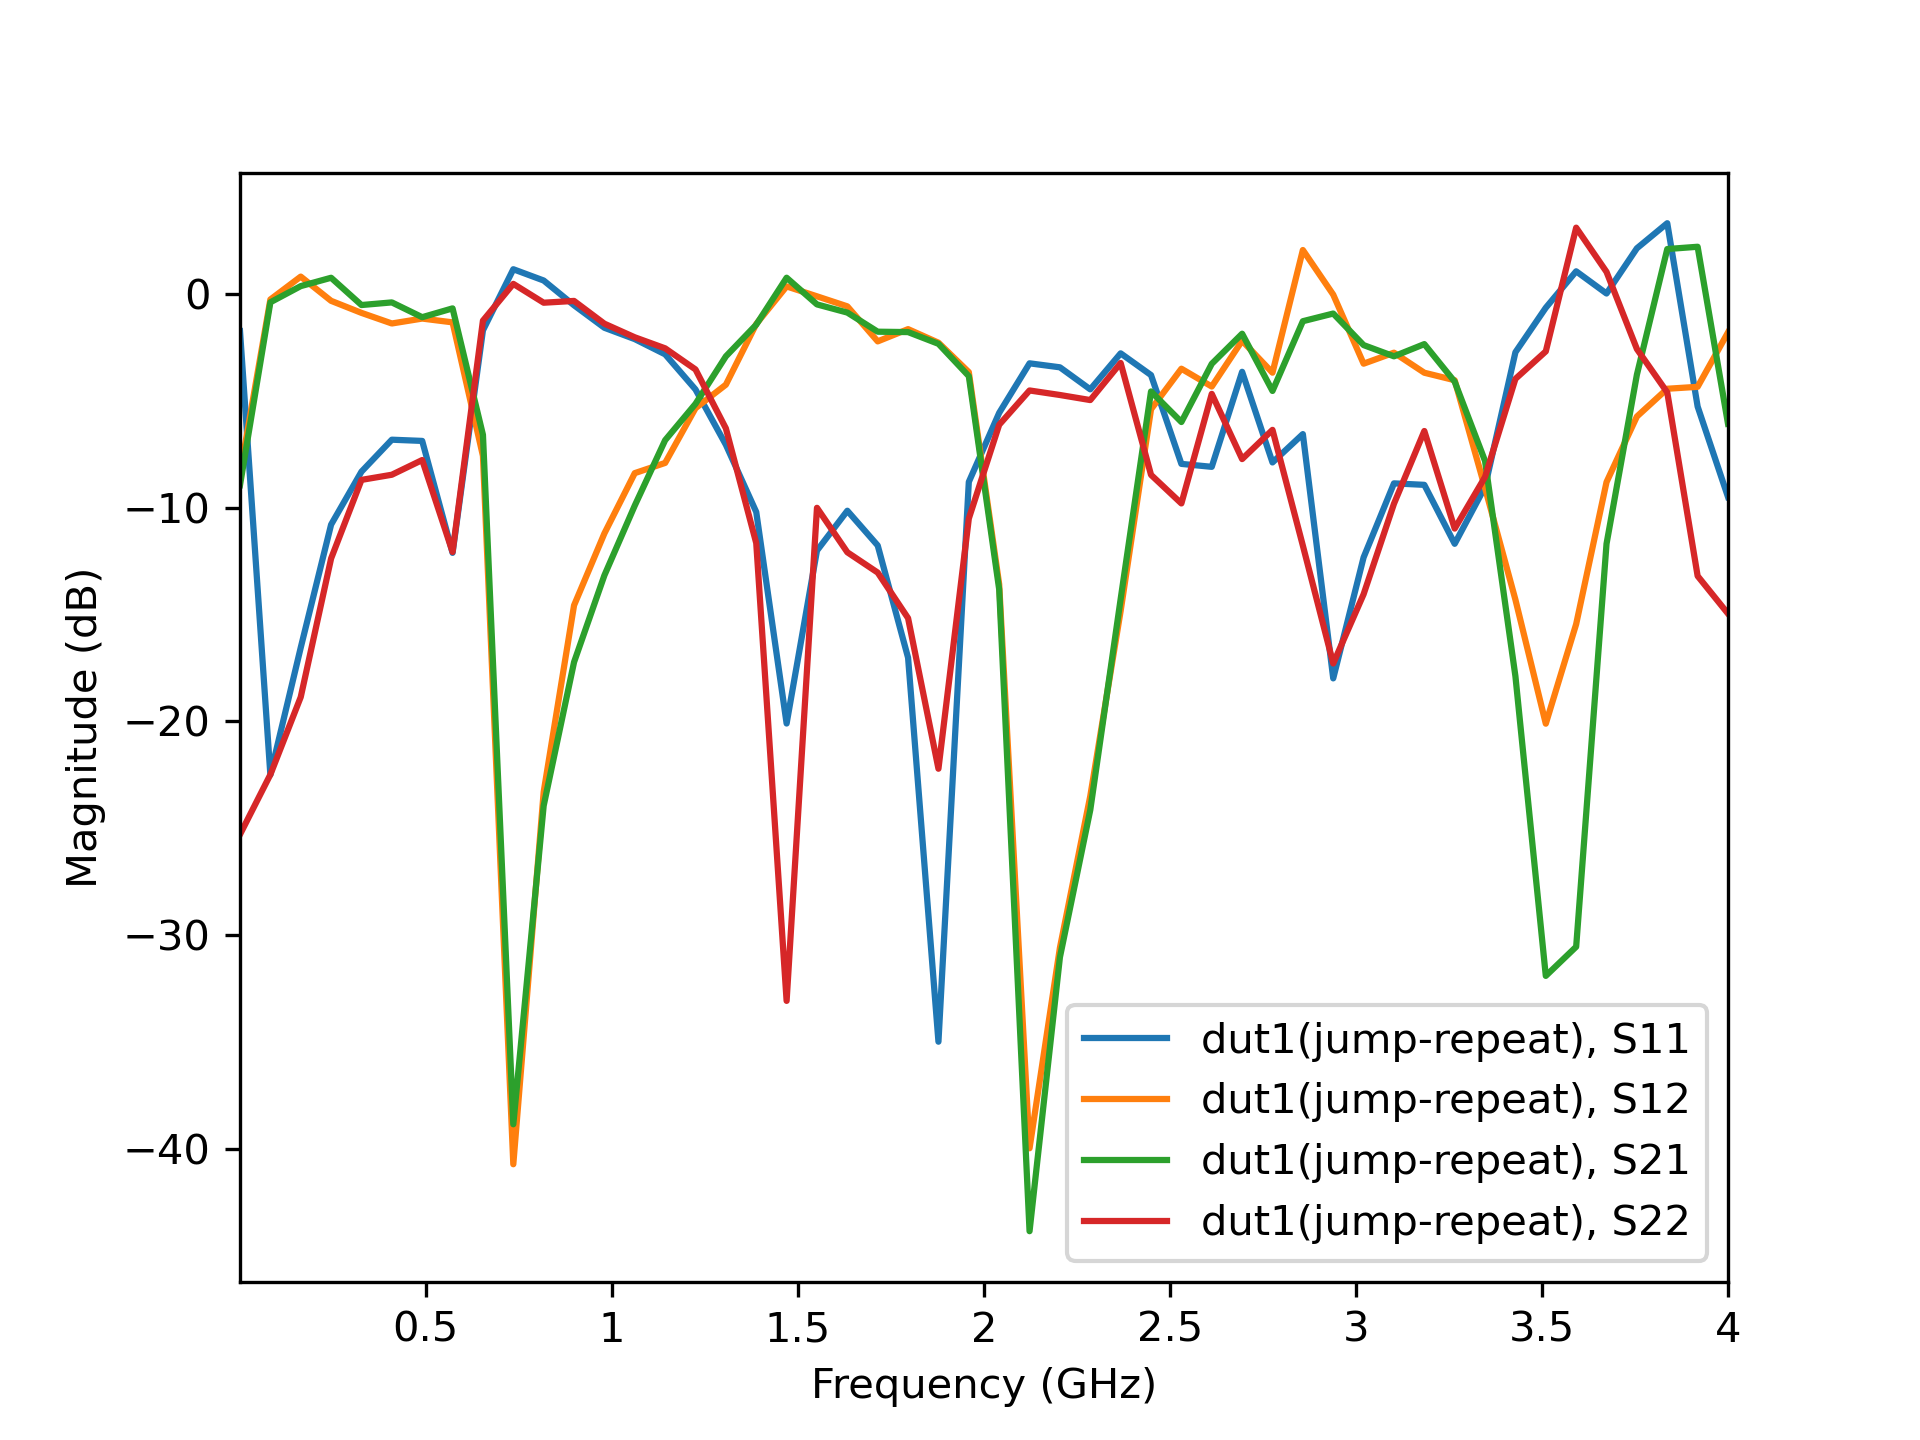 0
−10
−20
−30
−40
Magnitude (dB)
dut1(jump-repeat), S11
dut1(jump-repeat), S12
dut1(jump-repeat), S21
dut1(jump-repeat), S22
0.5 1 1.5 2 2.5 3 3.5 4
Frequency (GHz)